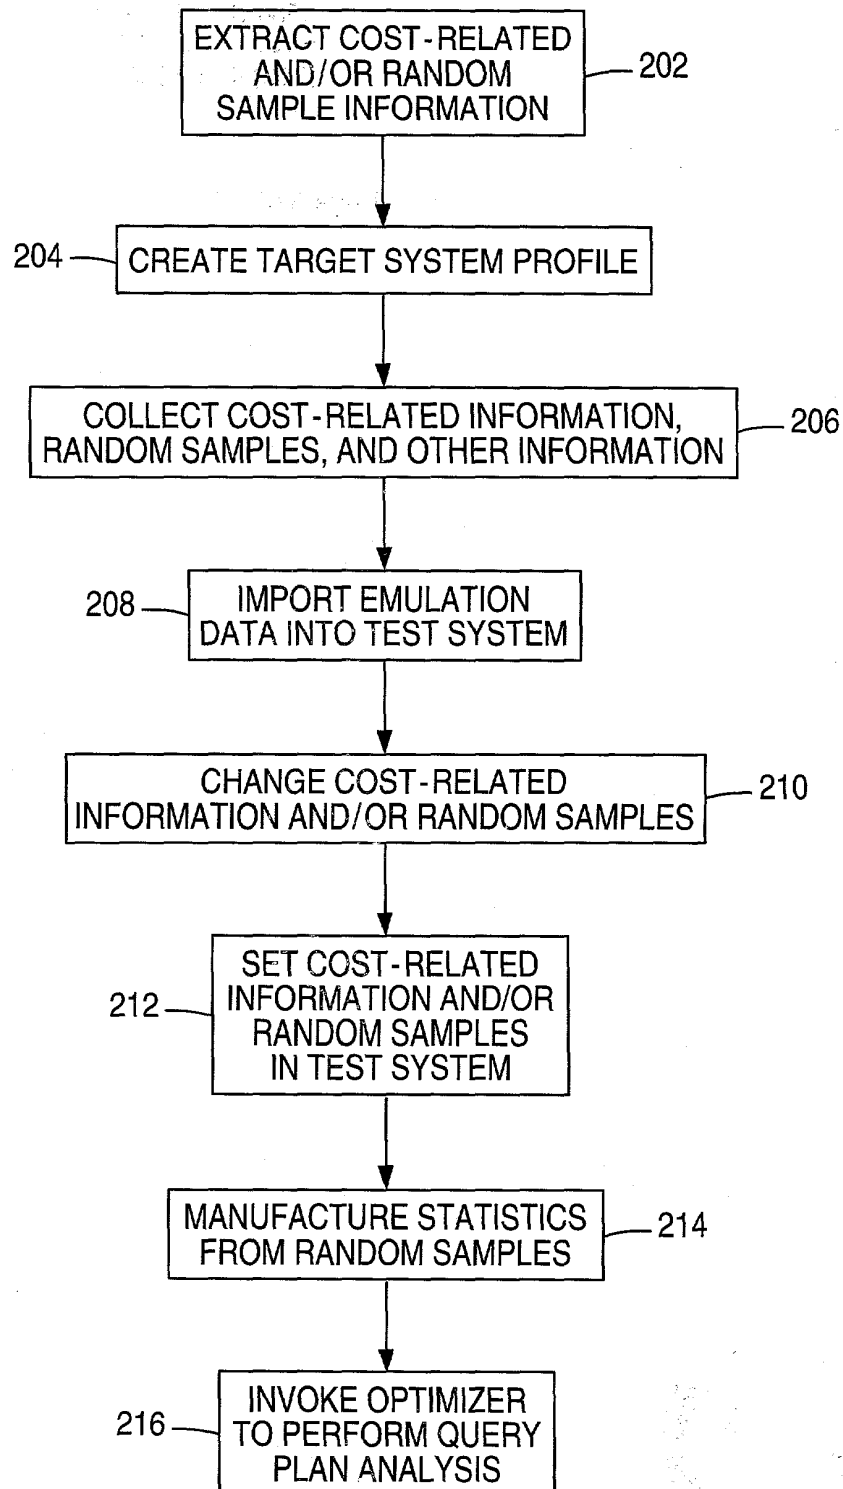 EXTRACT COST-RELATED
AND/OR RANDOM
SAMPLE INFORMATION
202
204
CREATE TARGET SYSTEM PROFILE
COLLECT COST-RELATED INFORMATION,
RANDOM SAMPLES, AND OTHER INFORMATION
206
208
IMPORT EMULATION
DATA INTO TEST SYSTEM
CHANGE COST-RELATED
INFORMATION AND/OR RANDOM SAMPLES
210
212
SET COST-RELATED
INFORMATION AND/OR
RANDOM SAMPLES
IN TEST SYSTEM
MANUFACTURE STATISTICS
FROM RANDOM SAMPLES
214
216
INVOKE OPTIMIZER
TO PERFORM QUERY
PLAN ANALYSIS